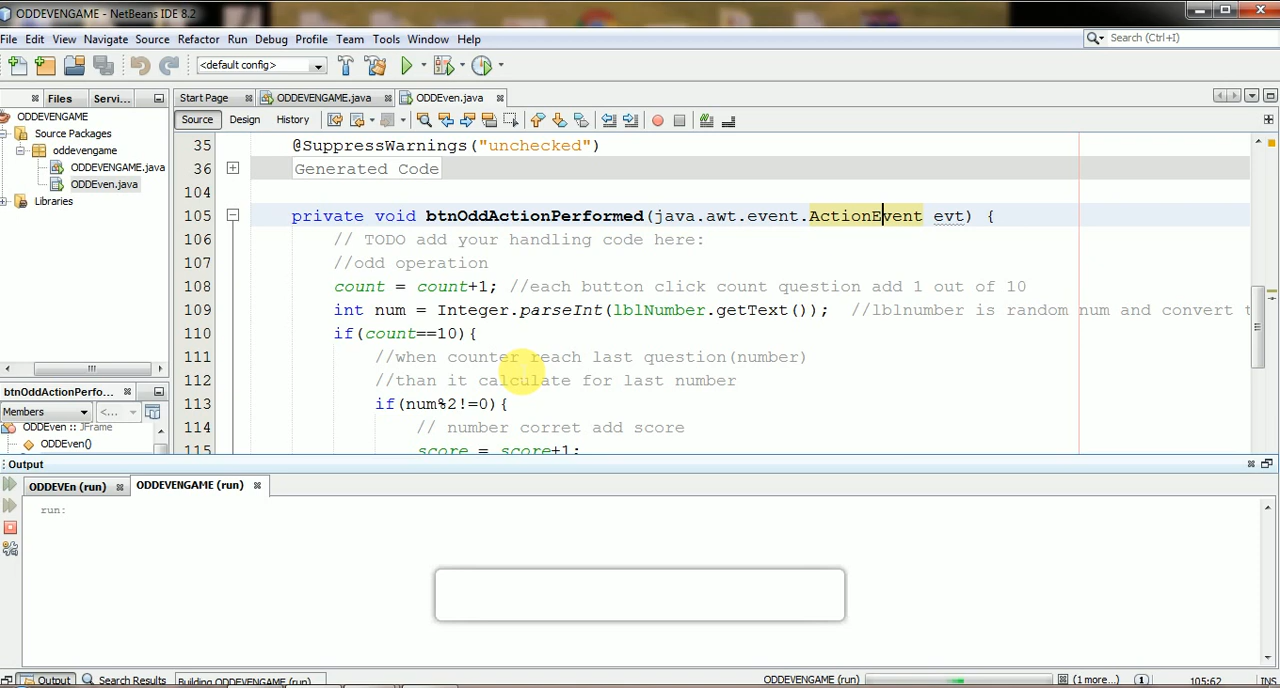 ODDEVENGAME - NetBeans IDE 8.2
File Edit View Navigate Source Refactor Run Debug Profile Team Tools Window Help
Search (Ctrl+I)
<default config>
Files Servi... Start Page ODDEVENGAME.java ODDEven.java
ODDEVENGAME
Source Packages
oddevengame
ODDEVENGAME.java
ODDEven.java
Libraries
Source Design History
35 @SuppressWarnings("unchecked")
36 Generated Code
104
105 private void btnOddActionPerformed(java.awt.event.ActionEvent evt) {
106 // TODO add your handling code here:
107 //odd operation
108 count = count+1; //each button click count question add 1 out of 10
109 int num = Integer.parseInt(lblNumber.getText()); //lblnumber is random num and convert t
110 if(count==10){
111 //when counter reach last question(number)
112 //than it calculate for last number
113 if(num%2!=0){
114 // number corret add score
115 score = score+1;
btnOddActionPerfo...
Members <...
ODDEven :: JFrame
ODDEven()
Output
ODDEVEn (run) ODDEVENGAME (run)
run:
Output Search Results Building ODDEVENGAME (run)... ODDEVENGAME (run) (1 more...) 1 105:62 INS